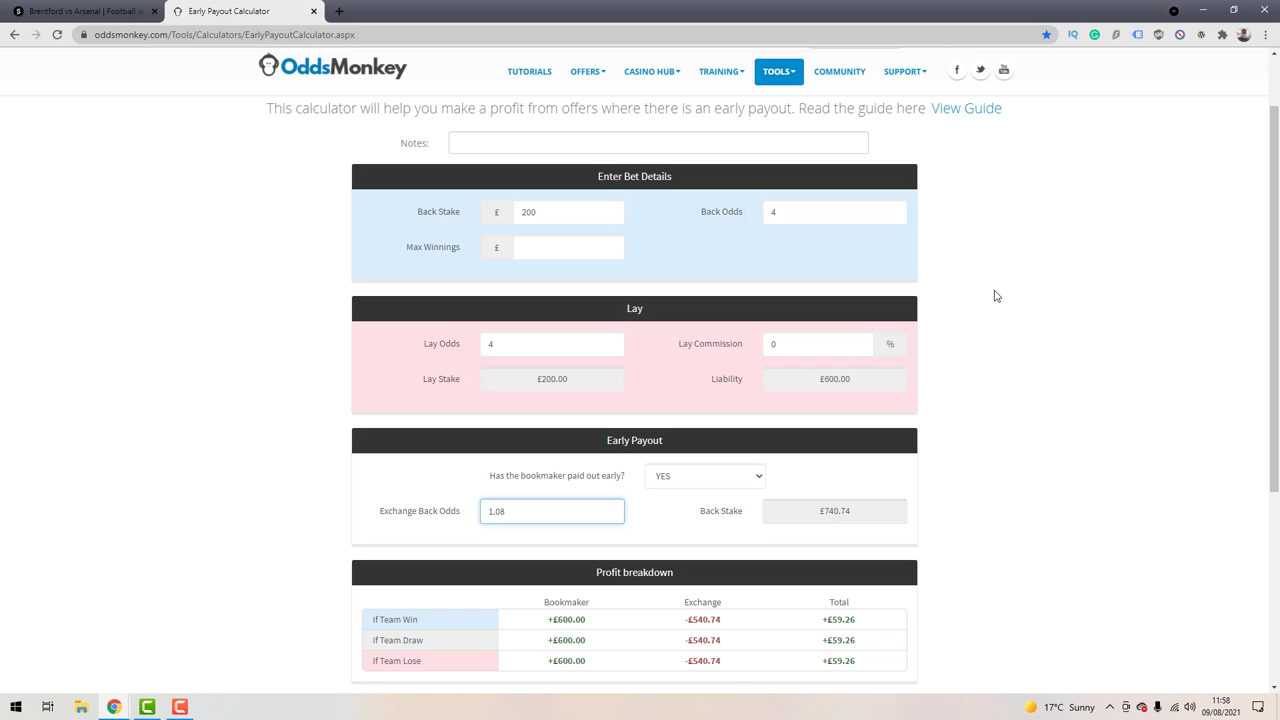 Brentford vs Arsenal | Football o
Early Payout Calculator
oddsmonkey.com/Tools/Calculators/EarlyPayoutCalculator.aspx
OddsMonkey
TUTORIALS OFFERS CASINO HUB TRAINING TOOLS COMMUNITY SUPPORT
This calculator will help you make a profit from offers where there is an early payout. Read the guide here View Guide
Notes:
Enter Bet Details
Back Stake £ 200 Back Odds 4
Max Winnings £
Lay
Lay Odds 4 Lay Commission 0 %
Lay Stake £200.00 Liability £600.00
Early Payout
Has the bookmaker paid out early? YES
Exchange Back Odds 1.08 Back Stake £740.74
Profit breakdown
Bookmaker Exchange Total
If Team Win +£600.00 -£540.74 +£59.26
If Team Draw +£600.00 -£540.74 +£59.26
If Team Lose +£600.00 -£540.74 +£59.26
17°C Sunny
11:58
09/08/2021